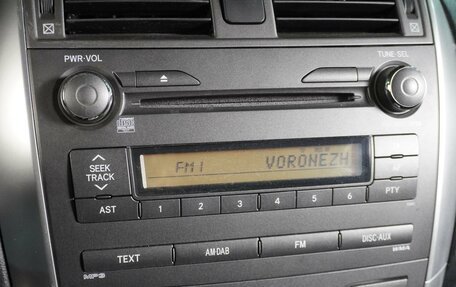 PWR·VOL
TUNE·SEL
SEEK
TRACK
FM1 VORONEZH
AST 1 2 3 4 5 6 PTY
TEXT AM·DAB FM DISC·AUX
MP3 WMA